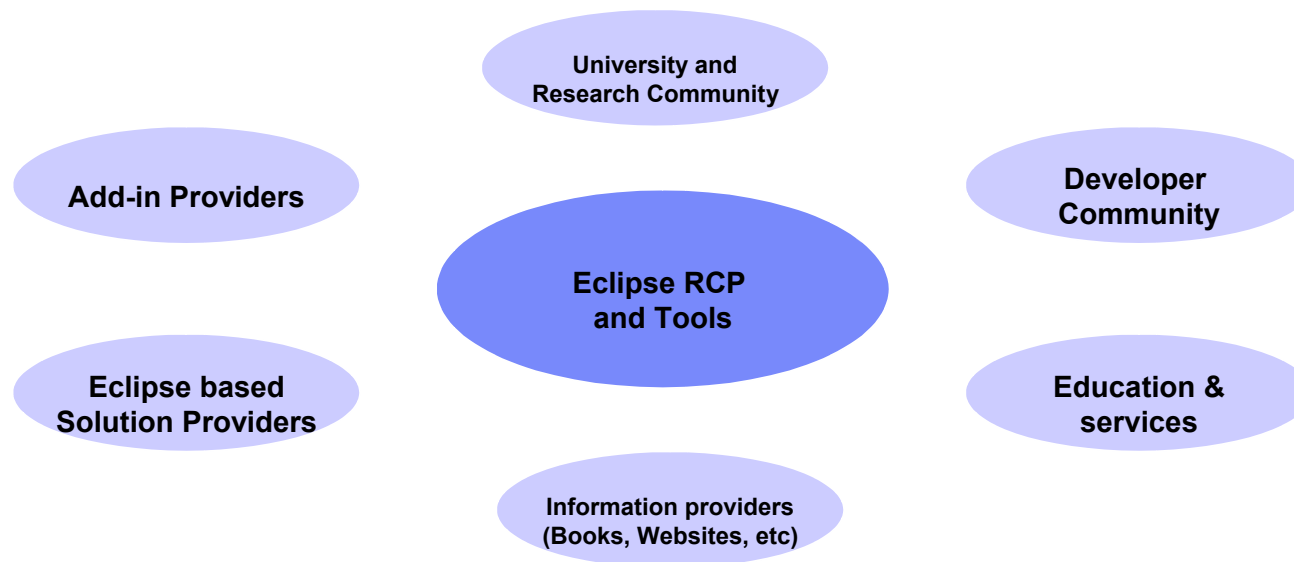 University and
Research Community
Add-in Providers
Developer
Community
Eclipse RCP
and Tools
Eclipse based
Solution Providers
Education &
services
Information providers
(Books, Websites, etc)